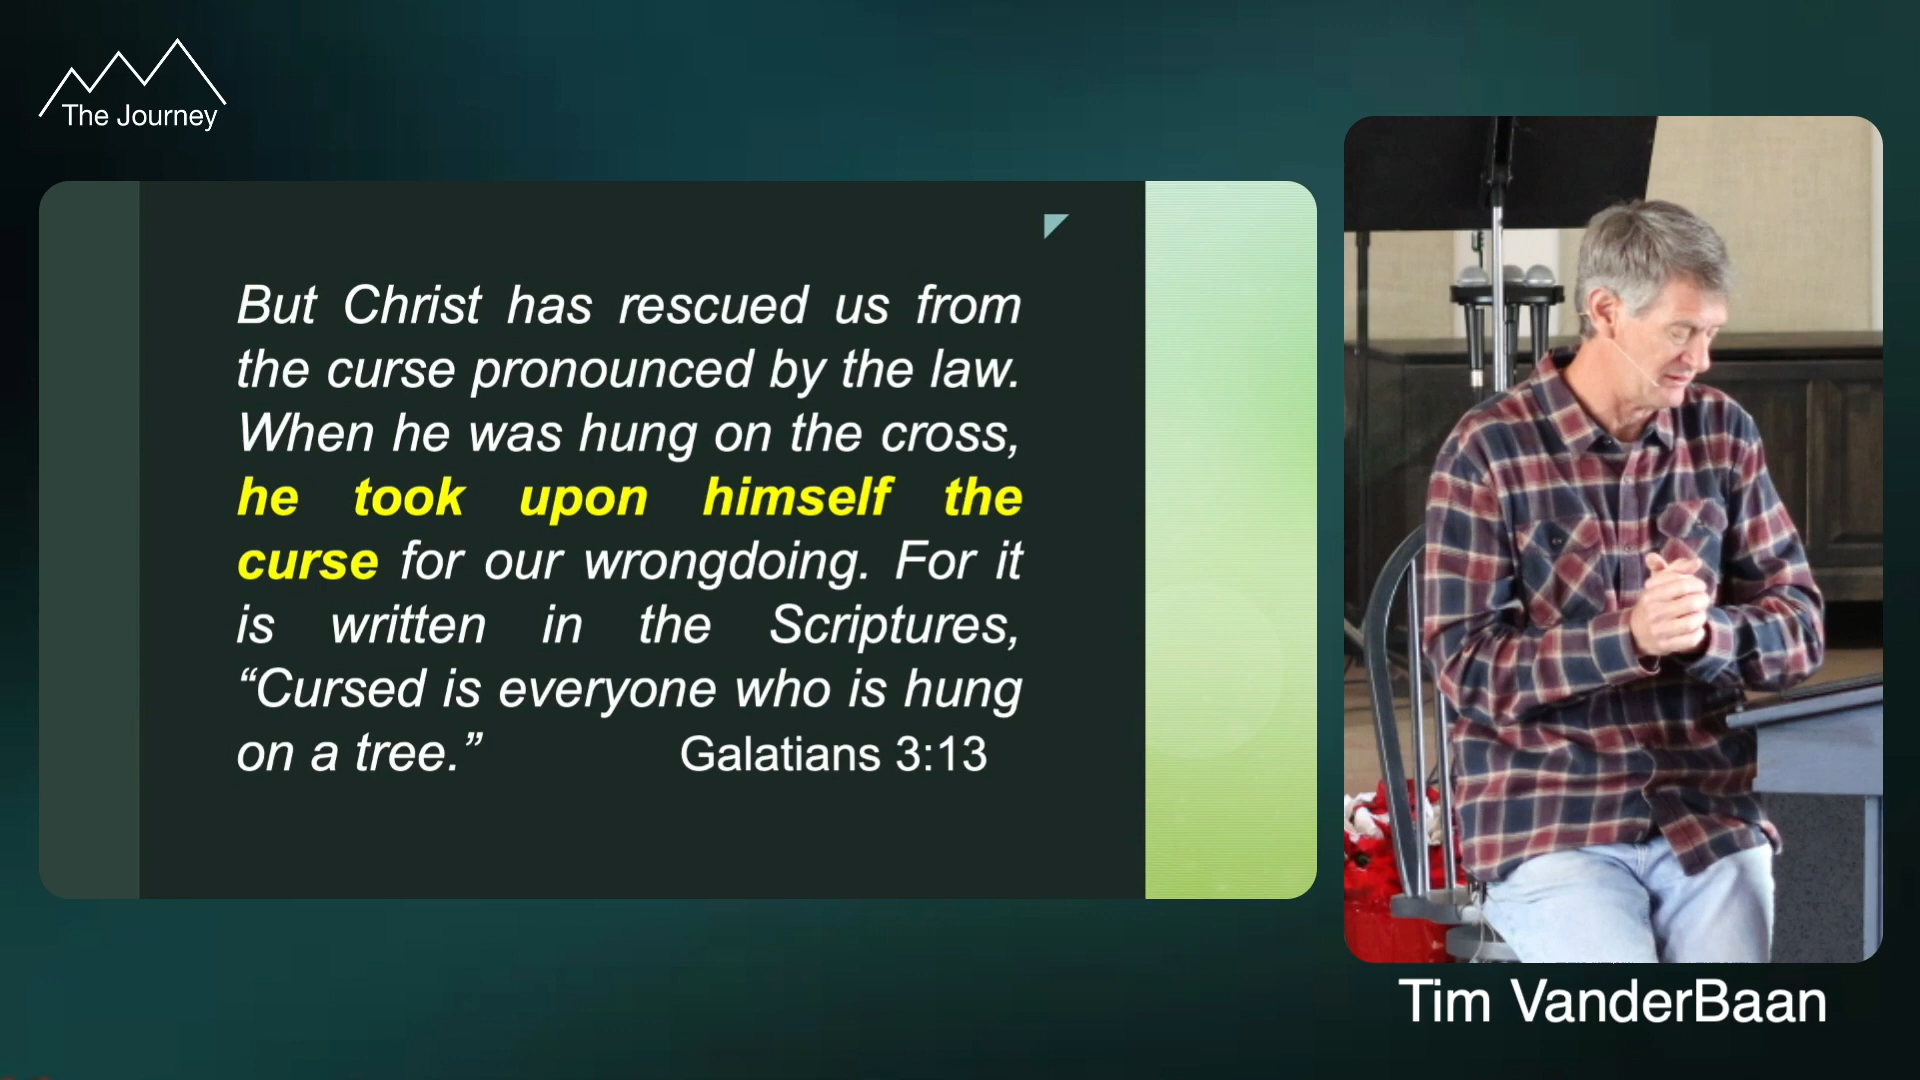 The Journey
But Christ has rescued us from
the curse pronounced by the law.
When he was hung on the cross,
he took upon himself the
curse for our wrongdoing. For it
is written in the Scriptures,
“Cursed is everyone who is hung
on a tree.” Galatians 3:13
Tim VanderBaan